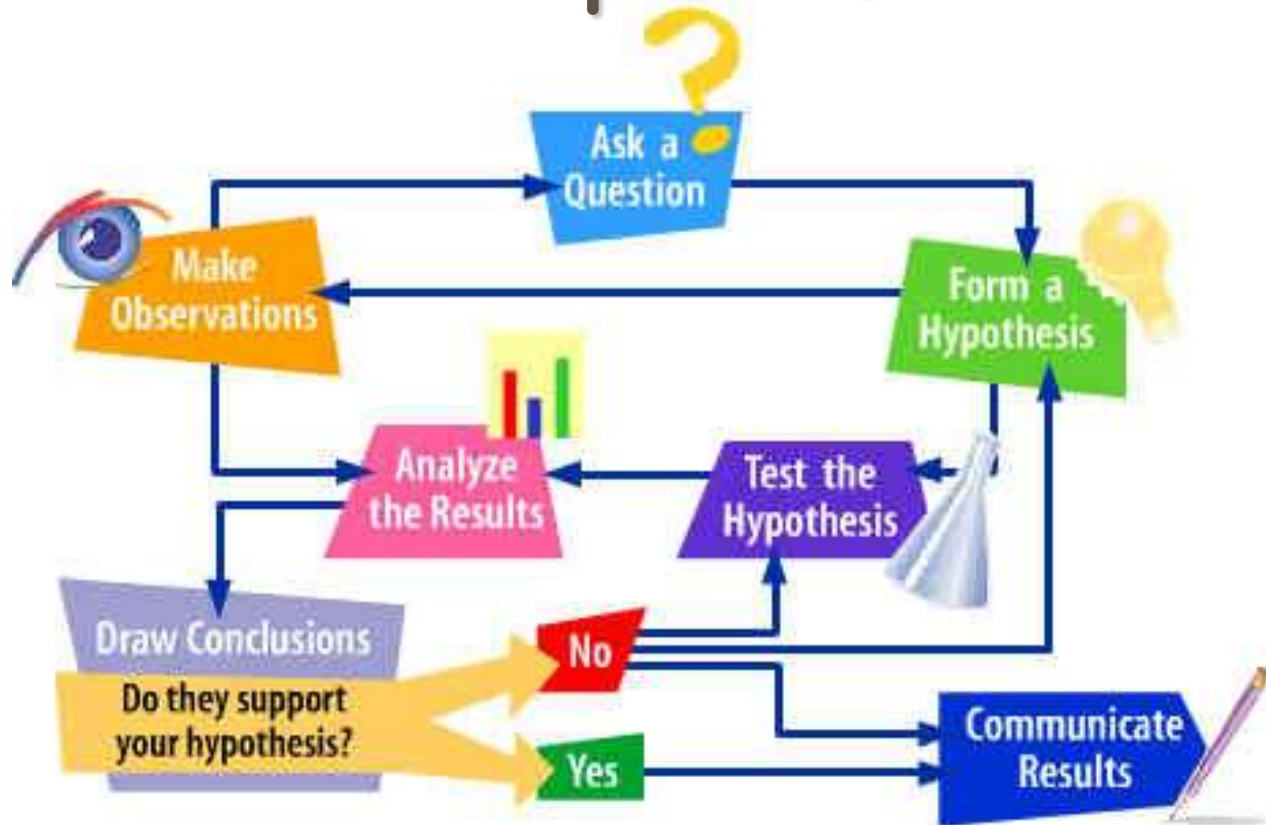 Ask a
Question
Make
Observations
Form a
Hypothesis
Analyze
the Results
Test the
Hypothesis
Draw Conclusions
Do they support
your hypothesis?
No
Yes
Communicate
Results